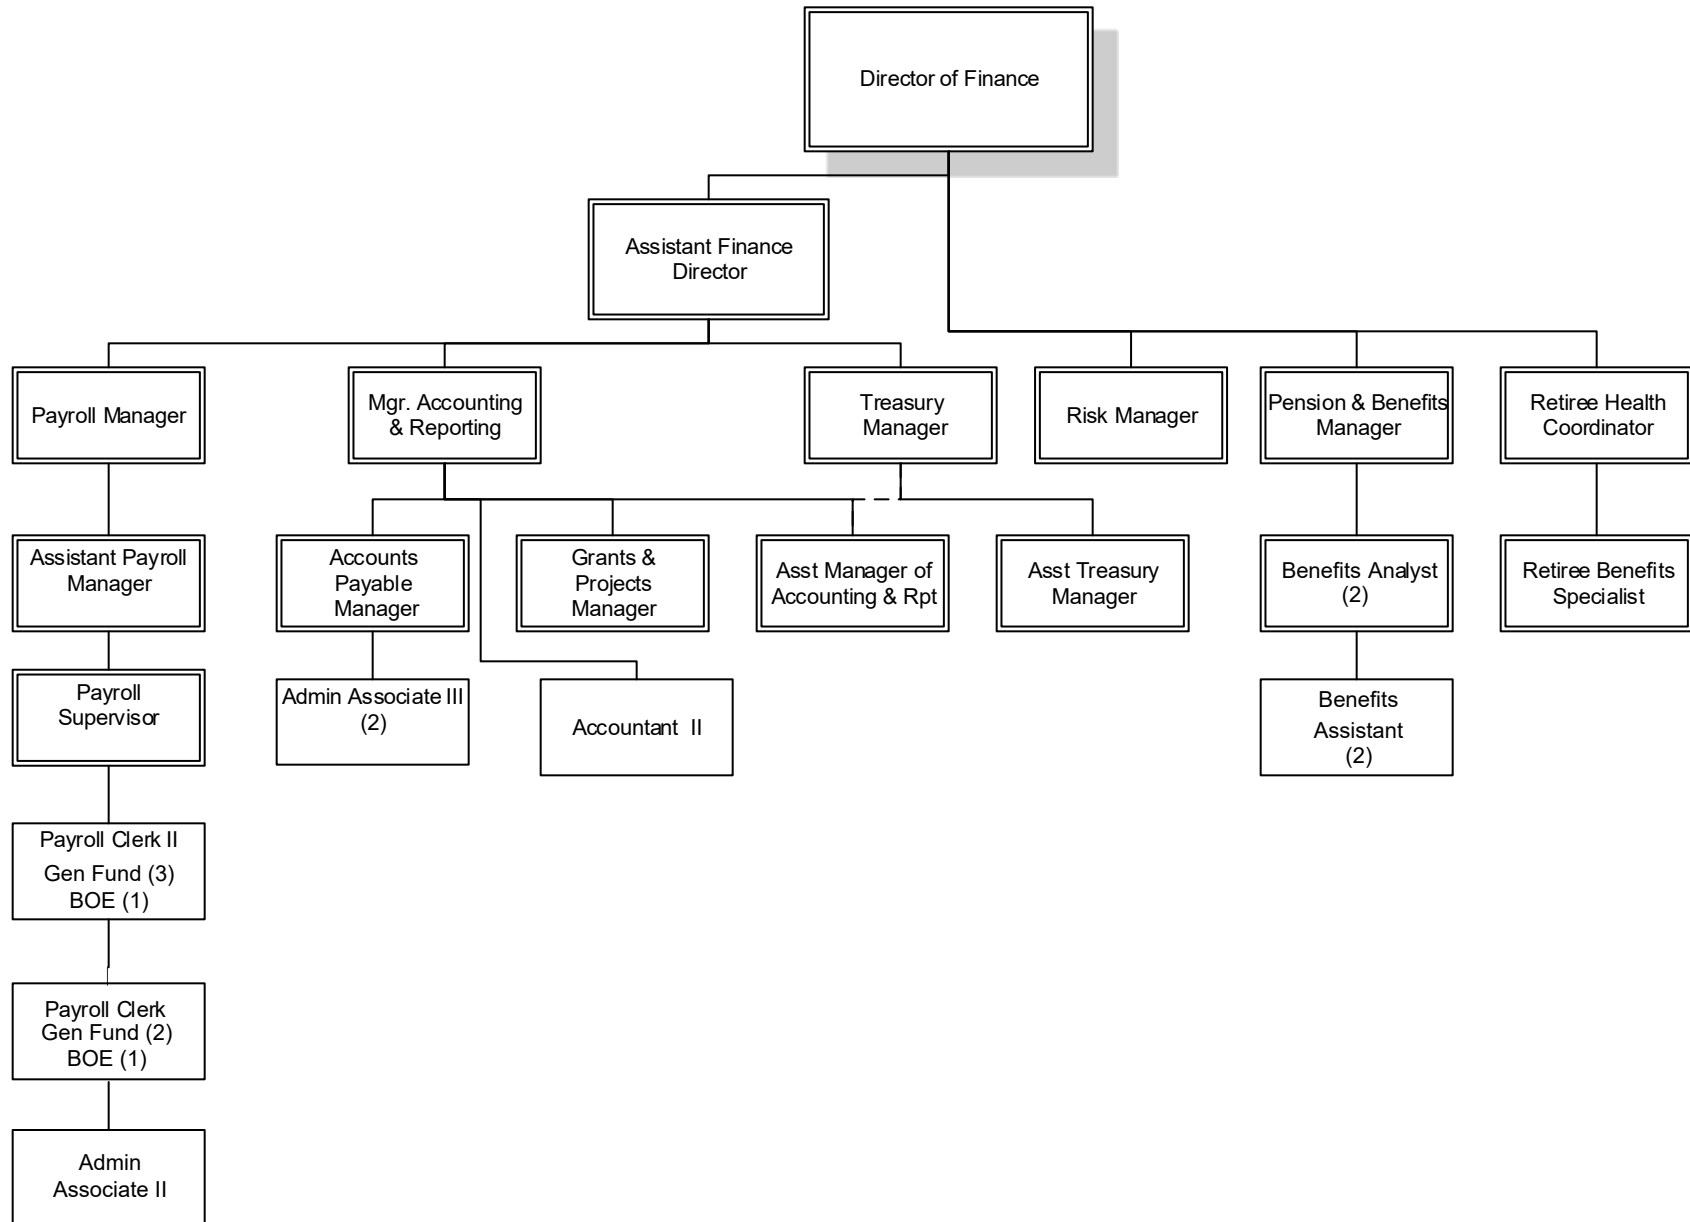 Director of Finance
Assistant Finance
Director
Payroll Manager
Mgr. Accounting
& Reporting
Treasury
Manager
Risk Manager
Pension & Benefits
Manager
Retiree Health
Coordinator
Assistant Payroll
Manager
Accounts
Payable
Manager
Grants &
Projects
Manager
Asst Manager of
Accounting & Rpt
Asst Treasury
Manager
Benefits Analyst
(2)
Retiree Benefits
Specialist
Payroll
Supervisor
Admin Associate III
(2)
Accountant II
Benefits
Assistant
(2)
Payroll Clerk II
Gen Fund (3)
BOE (1)
Payroll Clerk
Gen Fund (2)
BOE (1)
Admin
Associate II